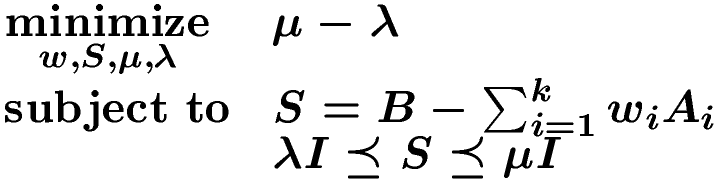 minimize μ − λ
w,S,μ,λ
subject to S = B − ∑ᵢ₌₁ᵏ wᵢAᵢ
λI ⪯ S ⪯ μI